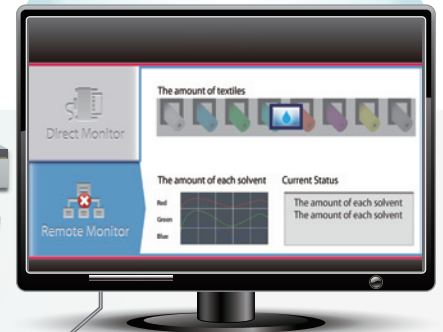 Direct Monitor
Remote Monitor
The amount of textiles
The amount of each solvent
Red
Green
Blue
Current Status
The amount of each solvent
The amount of each solvent